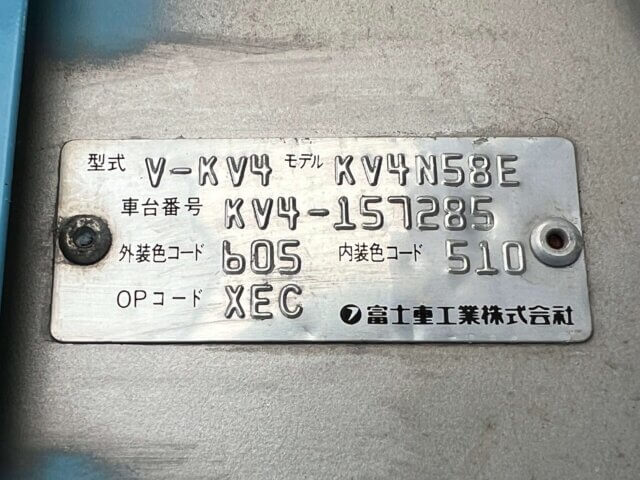 型式 V-KV4 モデル KV4N58E
車台番号 KV4-157285
外装色コード 605 内装色コード 510
OPコード XEC
富士重工業株式会社